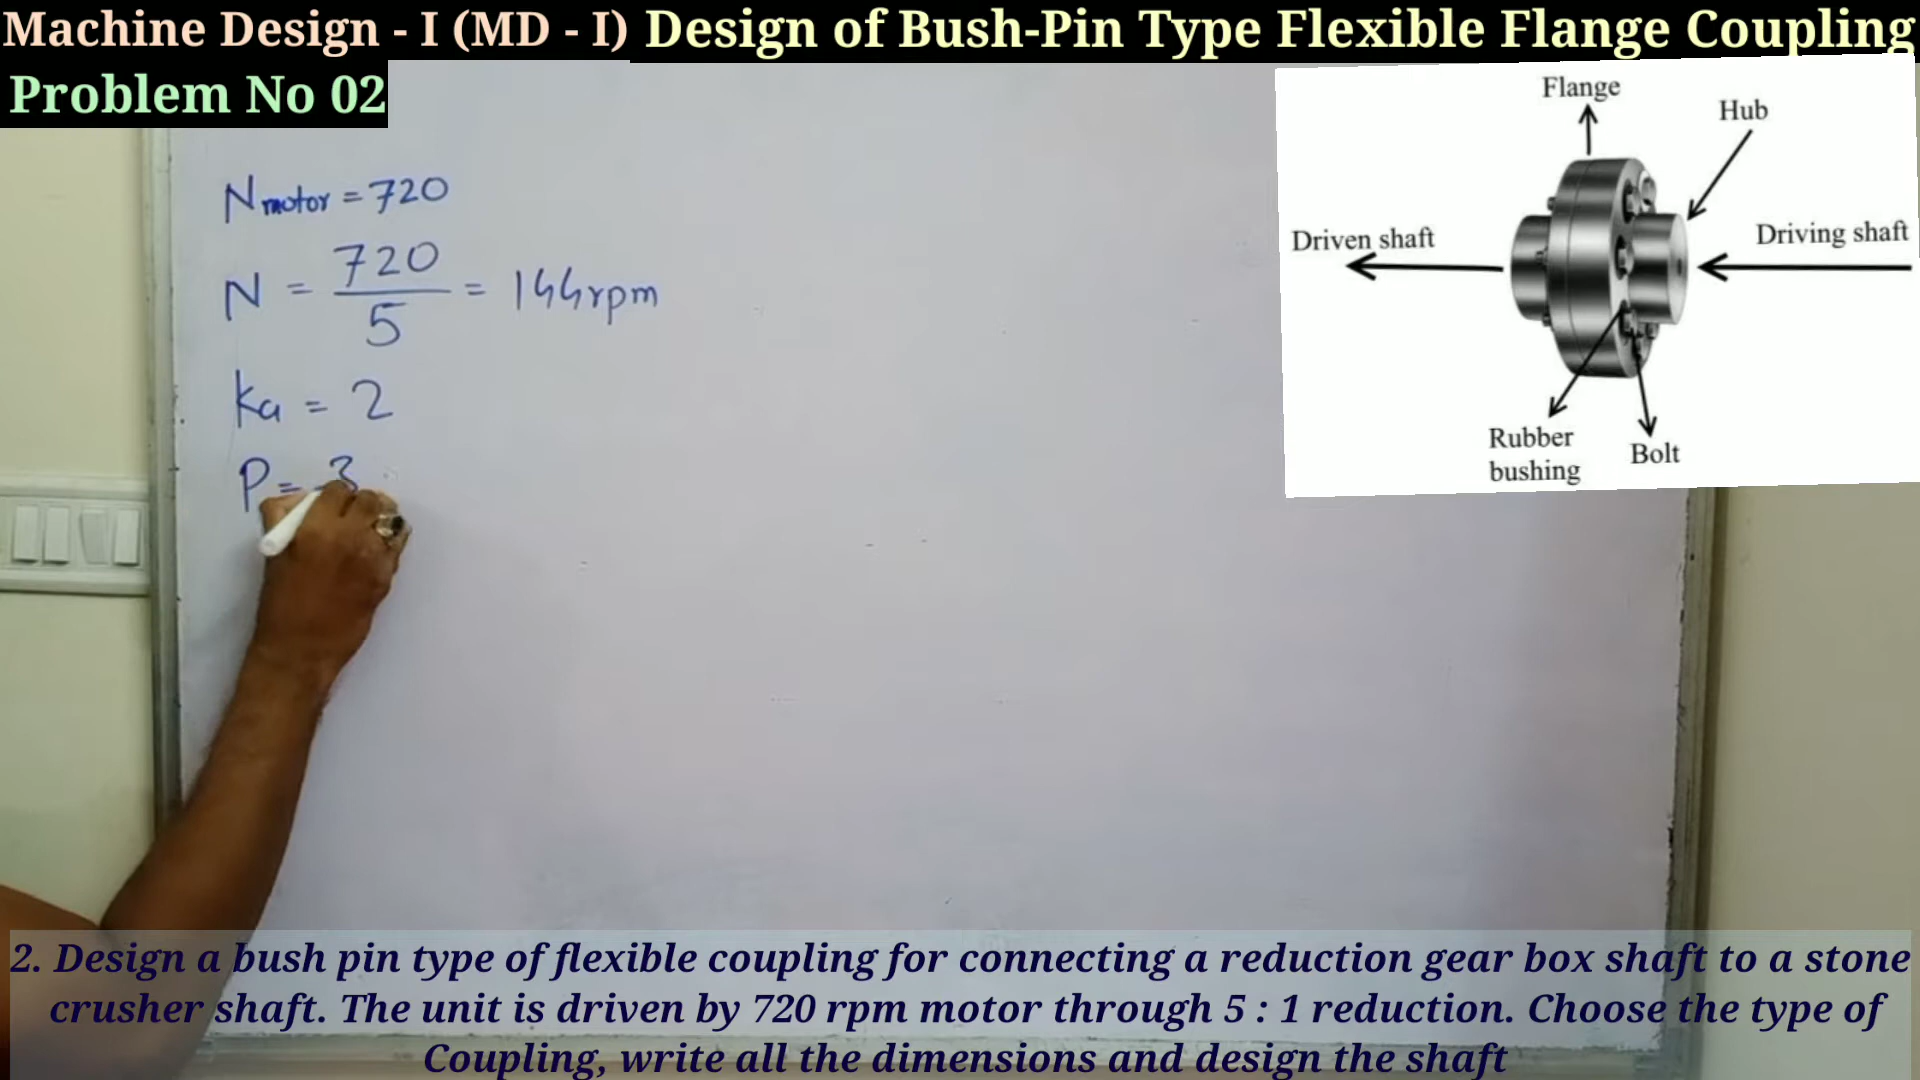 Machine Design - I (MD - I) Design of Bush-Pin Type Flexible Flange Coupling
Problem No 02
Nmotor = 720
N = 720/5 = 144rpm
Ka = 2
P = 3
Flange
Hub
Driven shaft
Driving shaft
Rubber
bushing
Bolt
2. Design a bush pin type of flexible coupling for connecting a reduction gear box shaft to a stone
crusher shaft. The unit is driven by 720 rpm motor through 5 : 1 reduction. Choose the type of
Coupling, write all the dimensions and design the shaft